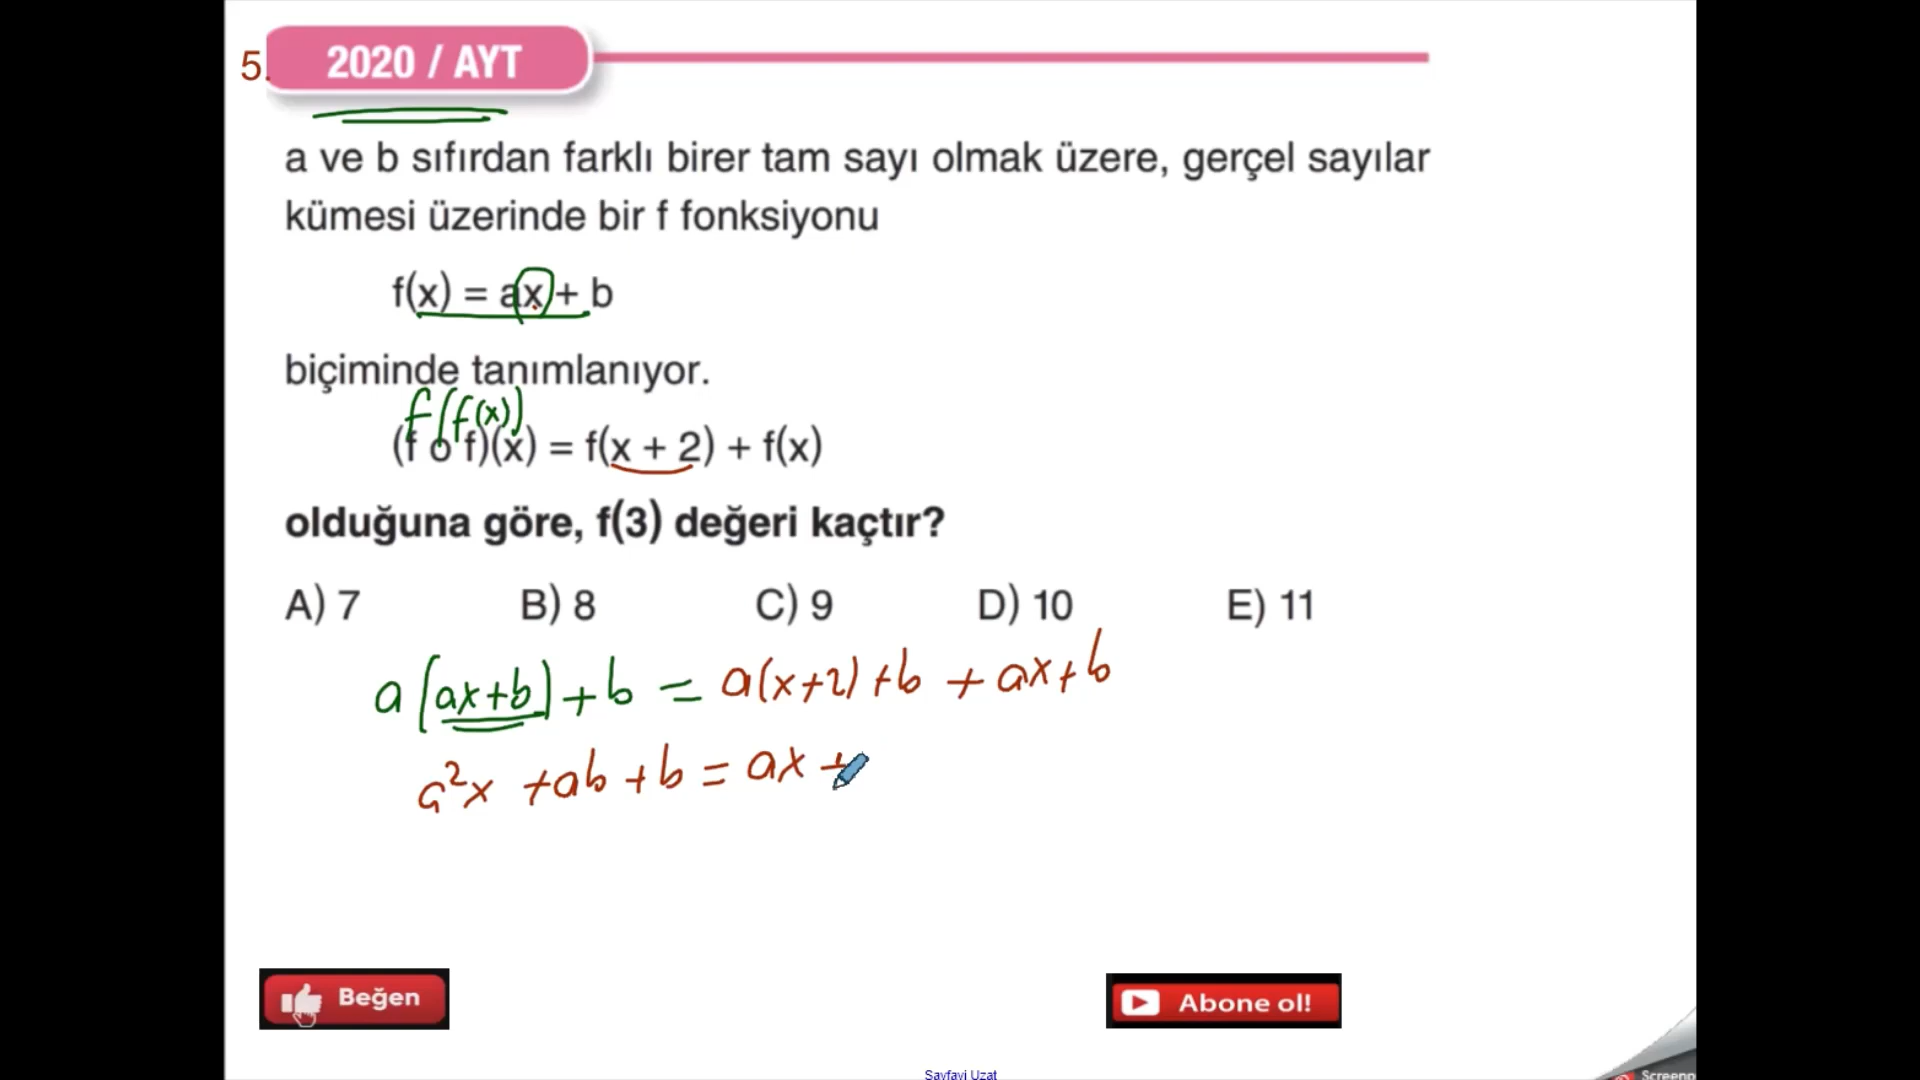 5. 2020 / AYT
a ve b sıfırdan farklı birer tam sayı olmak üzere, gerçel sayılar
kümesi üzerinde bir f fonksiyonu
f(x) = ax + b
biçiminde tanımlanıyor.
f(f(x))
(f o f)(x) = f(x + 2) + f(x)
olduğuna göre, f(3) değeri kaçtır?
A) 7 B) 8 C) 9 D) 10 E) 11
a(ax+b)+b = a(x+2)+b + ax+b
a²x +ab+b = ax +
Beğen
Abone ol!
Sayfayi Uzat